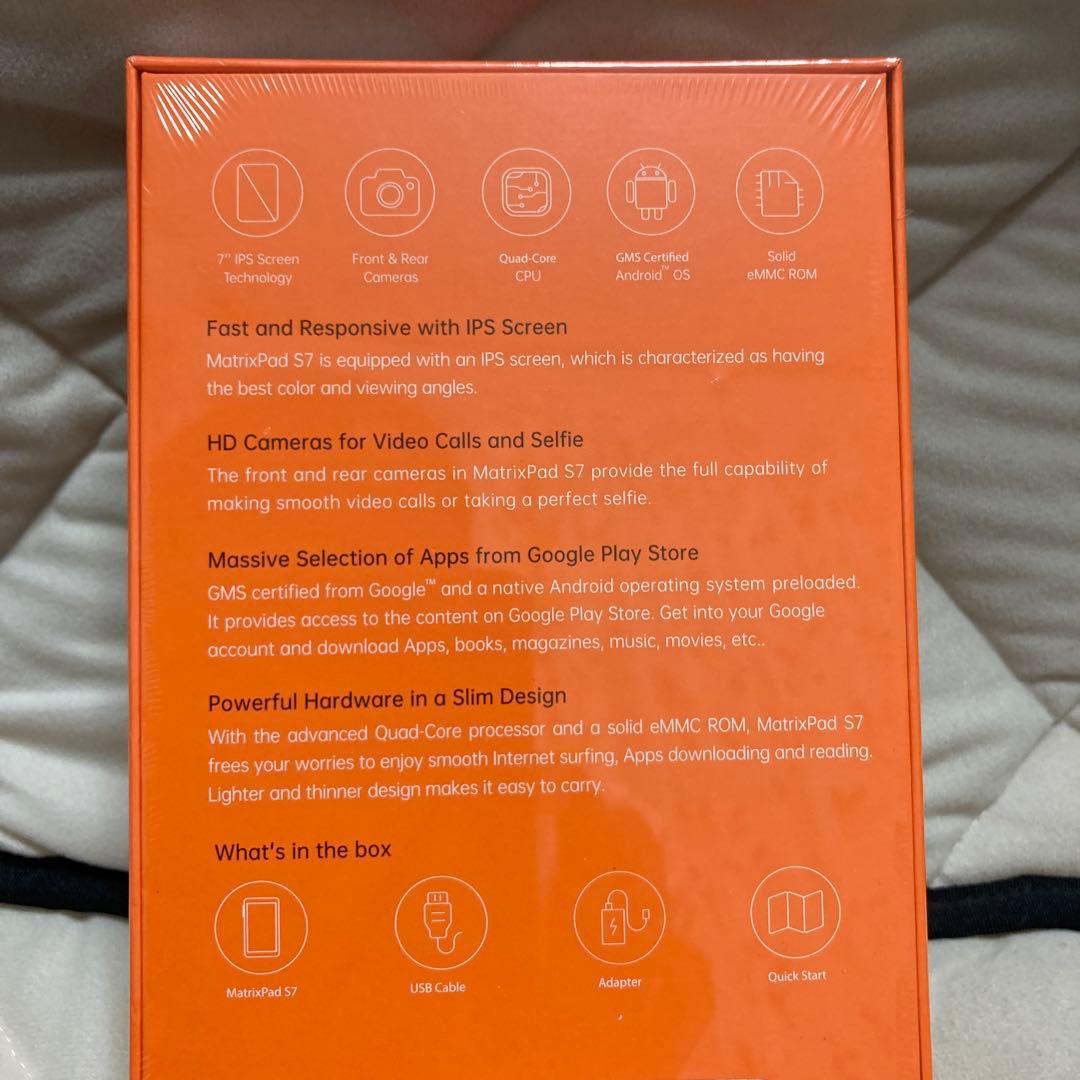 7" IPS Screen
Technology
Front & Rear
Cameras
Quad-Core
CPU
GMS Certified
Android™ OS
Solid
eMMC ROM
Fast and Responsive with IPS Screen
MatrixPad S7 is equipped with an IPS screen, which is characterized as having
the best color and viewing angles.
HD Cameras for Video Calls and Selfie
The front and rear cameras in MatrixPad S7 provide the full capability of
making smooth video calls or taking a perfect selfie.
Massive Selection of Apps from Google Play Store
GMS certified from Google™ and a native Android operating system preloaded.
It provides access to the content on Google Play Store. Get into your Google
account and download Apps, books, magazines, music, movies, etc..
Powerful Hardware in a Slim Design
With the advanced Quad-Core processor and a solid eMMC ROM, MatrixPad S7
frees your worries to enjoy smooth Internet surfing, Apps downloading and reading.
Lighter and thinner design makes it easy to carry.
What's in the box
MatrixPad S7
USB Cable
Adapter
Quick Start